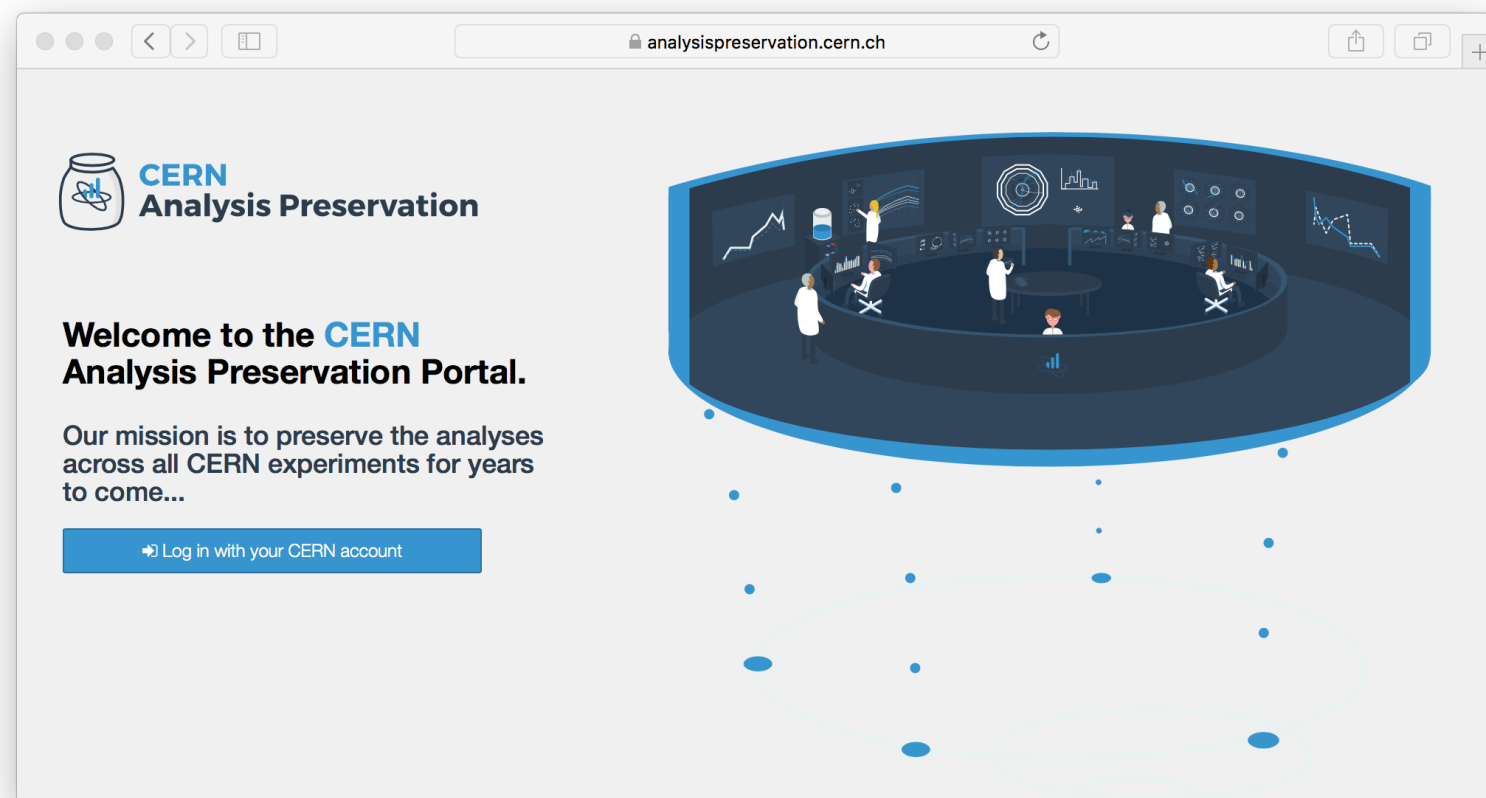 analysispreservation.cern.ch
CERN
Analysis Preservation
Welcome to the CERN
Analysis Preservation Portal.
Our mission is to preserve the analyses
across all CERN experiments for years
to come...
Log in with your CERN account